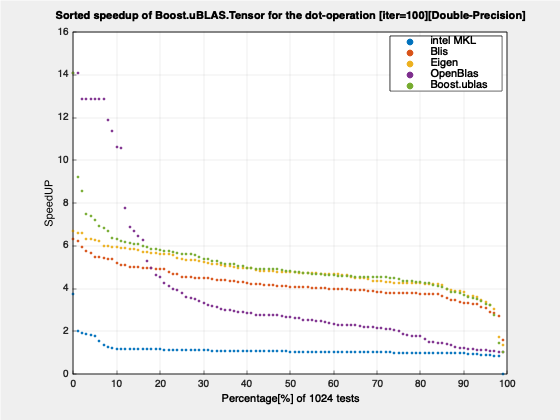 Sorted speedup of Boost.uBLAS.Tensor for the dot-operation [iter=100][Double-Precision]
16
14
12
10
8
6
4
2
0
SpeedUP
intel MKL
Blis
Eigen
OpenBlas
Boost.ublas
0 10 20 30 40 50 60 70 80 90 100
Percentage[%] of 1024 tests